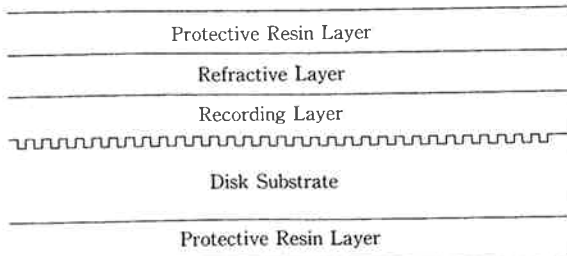 Protective Resin Layer
Refractive Layer
Recording Layer
Disk Substrate
Protective Resin Layer